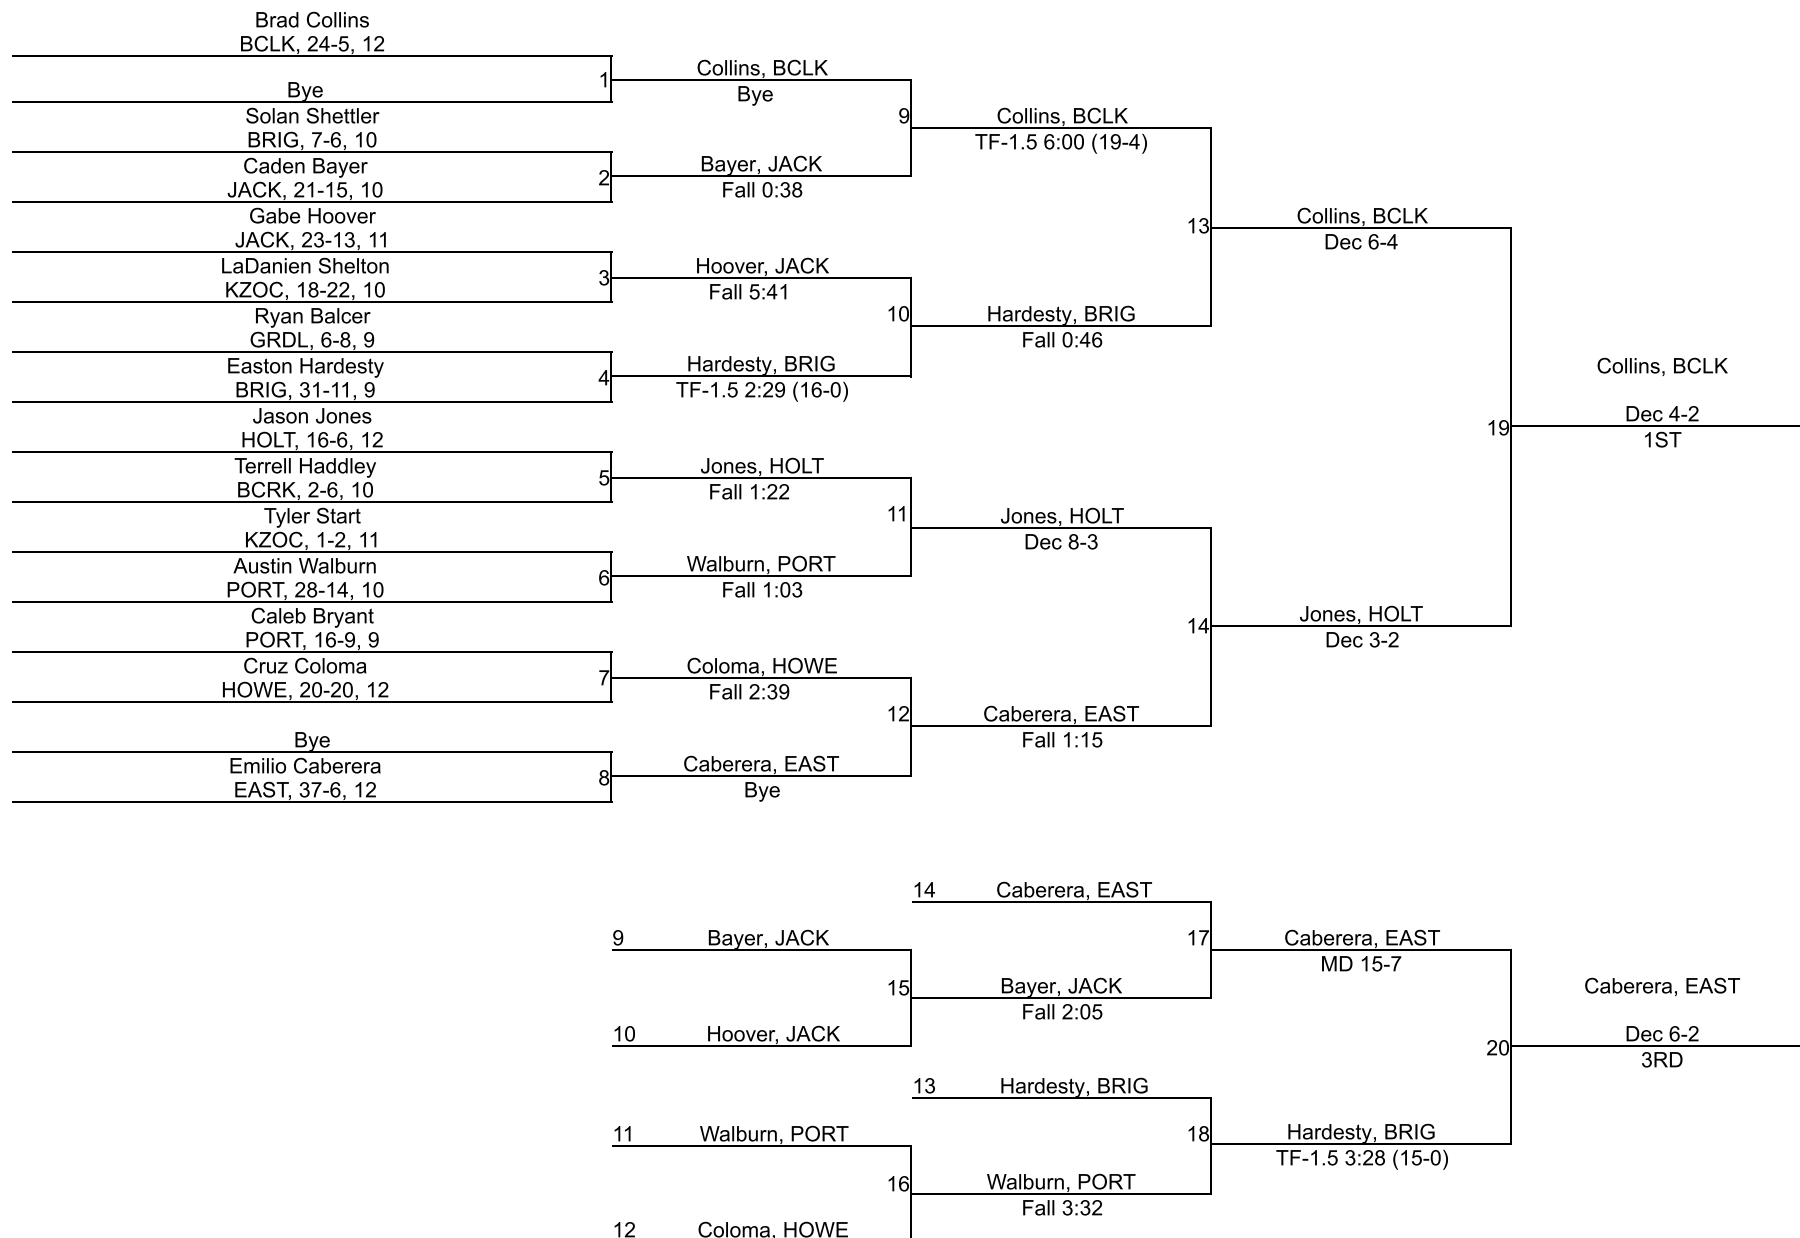 Brad Collins
BCLK, 24-5, 12
Bye
Solan Shettler
BRIG, 7-6, 10
Caden Bayer
JACK, 21-15, 10
Gabe Hoover
JACK, 23-13, 11
LaDanien Shelton
KZOC, 18-22, 10
Ryan Balcer
GRDL, 6-8, 9
Easton Hardesty
BRIG, 31-11, 9
Jason Jones
HOLT, 16-6, 12
Terrell Haddley
BCRK, 2-6, 10
Tyler Start
KZOC, 1-2, 11
Austin Walburn
PORT, 28-14, 10
Caleb Bryant
PORT, 16-9, 9
Cruz Coloma
HOWE, 20-20, 12
Bye
Emilio Caberera
EAST, 37-6, 12
1
Collins, BCLK
Bye
2
Bayer, JACK
Fall 0:38
3
Hoover, JACK
Fall 5:41
4
Hardesty, BRIG
TF-1.5 2:29 (16-0)
5
Jones, HOLT
Fall 1:22
6
Walburn, PORT
Fall 1:03
7
Coloma, HOWE
Fall 2:39
8
Caberera, EAST
Bye
9
Collins, BCLK
TF-1.5 6:00 (19-4)
10
Hardesty, BRIG
Fall 0:46
11
Jones, HOLT
Dec 8-3
12
Caberera, EAST
Fall 1:15
13
Collins, BCLK
Dec 6-4
14
Jones, HOLT
Dec 3-2
19
Collins, BCLK
Dec 4-2
1ST
14 Caberera, EAST
9 Bayer, JACK
10 Hoover, JACK
15
Bayer, JACK
Fall 2:05
13 Hardesty, BRIG
11 Walburn, PORT
12 Coloma, HOWE
16
Walburn, PORT
Fall 3:32
17
Caberera, EAST
MD 15-7
18
Hardesty, BRIG
TF-1.5 3:28 (15-0)
20
Caberera, EAST
Dec 6-2
3RD